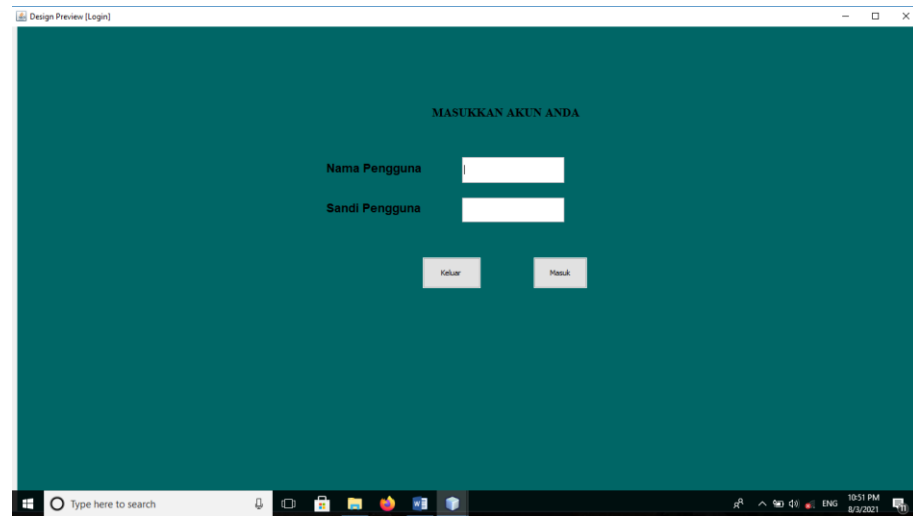 Design Preview [Login]
MASUKKAN AKUN ANDA
Nama Pengguna
Sandi Pengguna
Keluar
Masuk
Type here to search
ENG
10:51 PM
8/3/2021